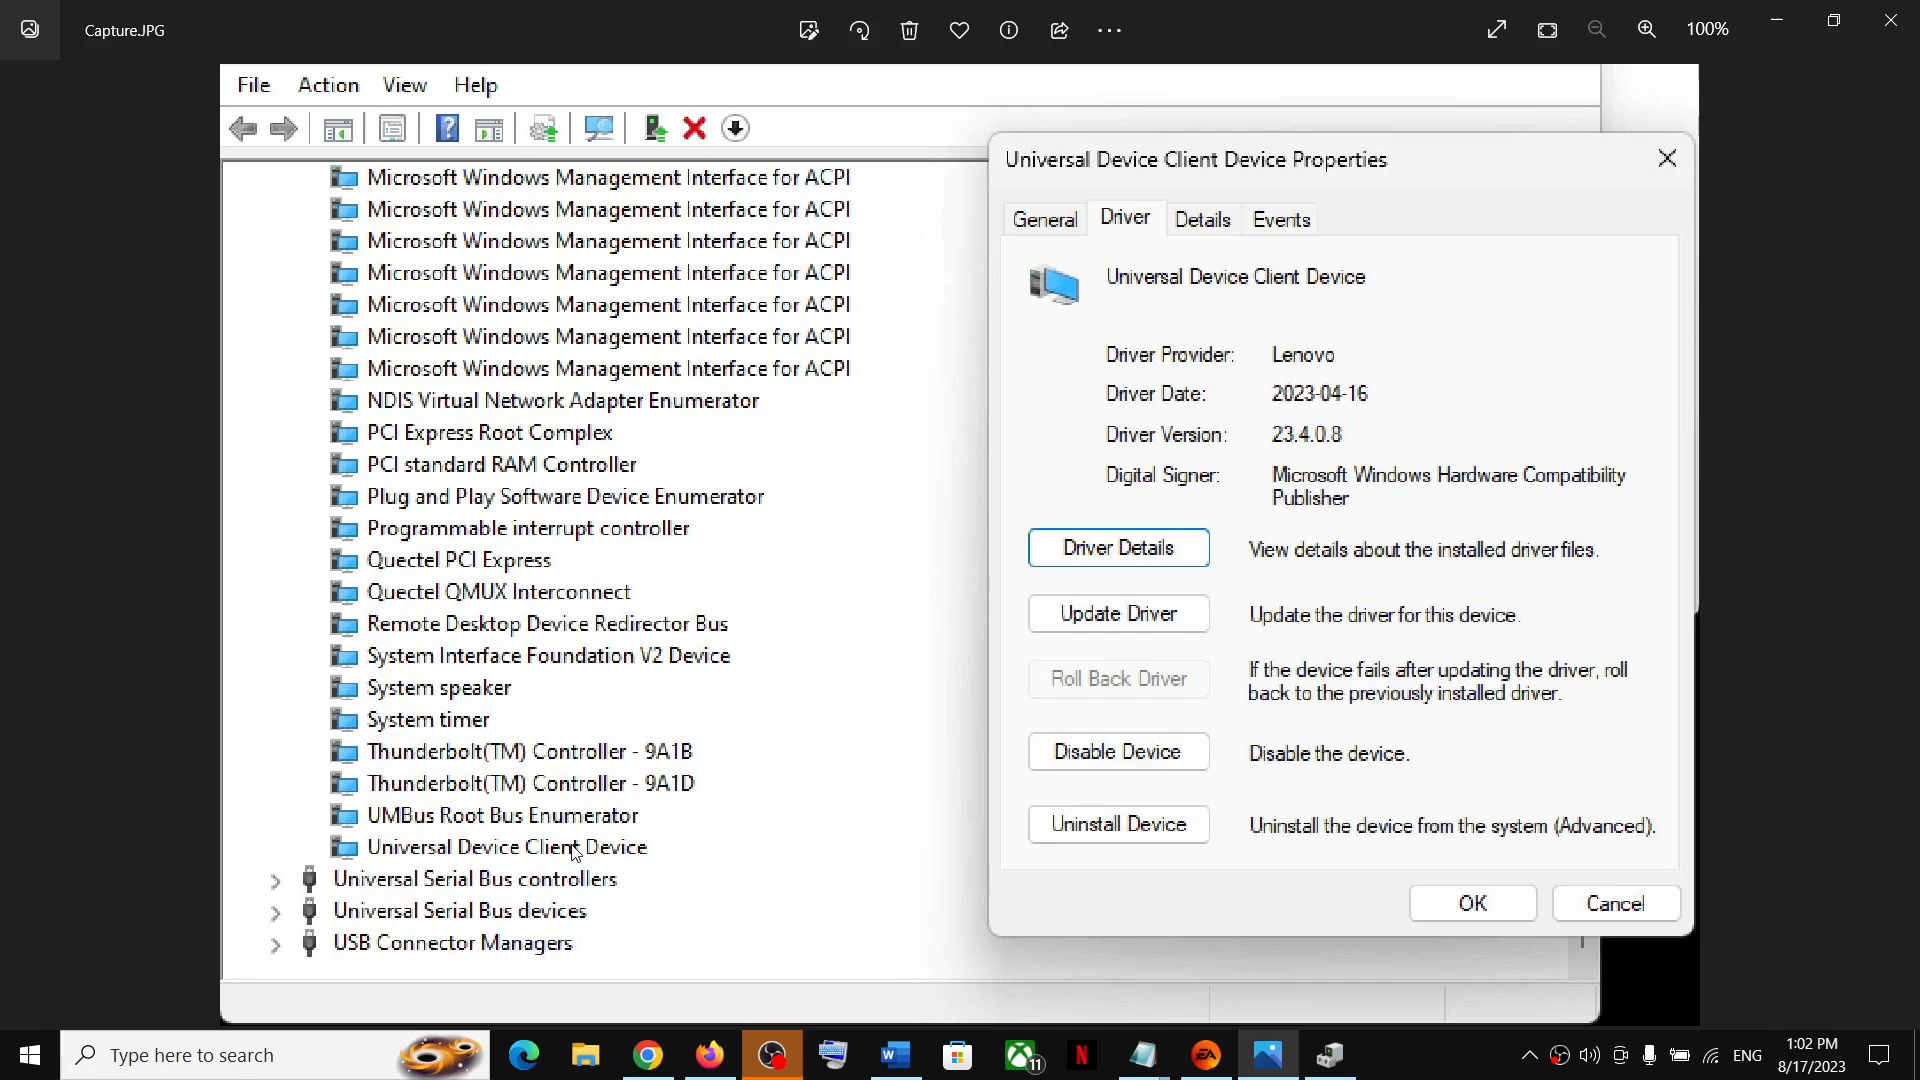 Capture.JPG
100%
File Action View Help
Microsoft Windows Management Interface for ACPI
Microsoft Windows Management Interface for ACPI
Microsoft Windows Management Interface for ACPI
Microsoft Windows Management Interface for ACPI
Microsoft Windows Management Interface for ACPI
Microsoft Windows Management Interface for ACPI
Microsoft Windows Management Interface for ACPI
NDIS Virtual Network Adapter Enumerator
PCI Express Root Complex
PCI standard RAM Controller
Plug and Play Software Device Enumerator
Programmable interrupt controller
Quectel PCI Express
Quectel QMUX Interconnect
Remote Desktop Device Redirector Bus
System Interface Foundation V2 Device
System speaker
System timer
Thunderbolt(TM) Controller - 9A1B
Thunderbolt(TM) Controller - 9A1D
UMBus Root Bus Enumerator
Universal Device Client Device
Universal Serial Bus controllers
Universal Serial Bus devices
USB Connector Managers
Universal Device Client Device Properties
General Driver Details Events
Universal Device Client Device
Driver Provider: Lenovo
Driver Date: 2023-04-16
Driver Version: 23.4.0.8
Digital Signer: Microsoft Windows Hardware Compatibility
Publisher
Driver Details View details about the installed driver files.
Update Driver Update the driver for this device.
Roll Back Driver If the device fails after updating the driver, roll
back to the previously installed driver.
Disable Device Disable the device.
Uninstall Device Uninstall the device from the system (Advanced).
OK Cancel
Type here to search
11
ENG
1:02 PM
8/17/2023